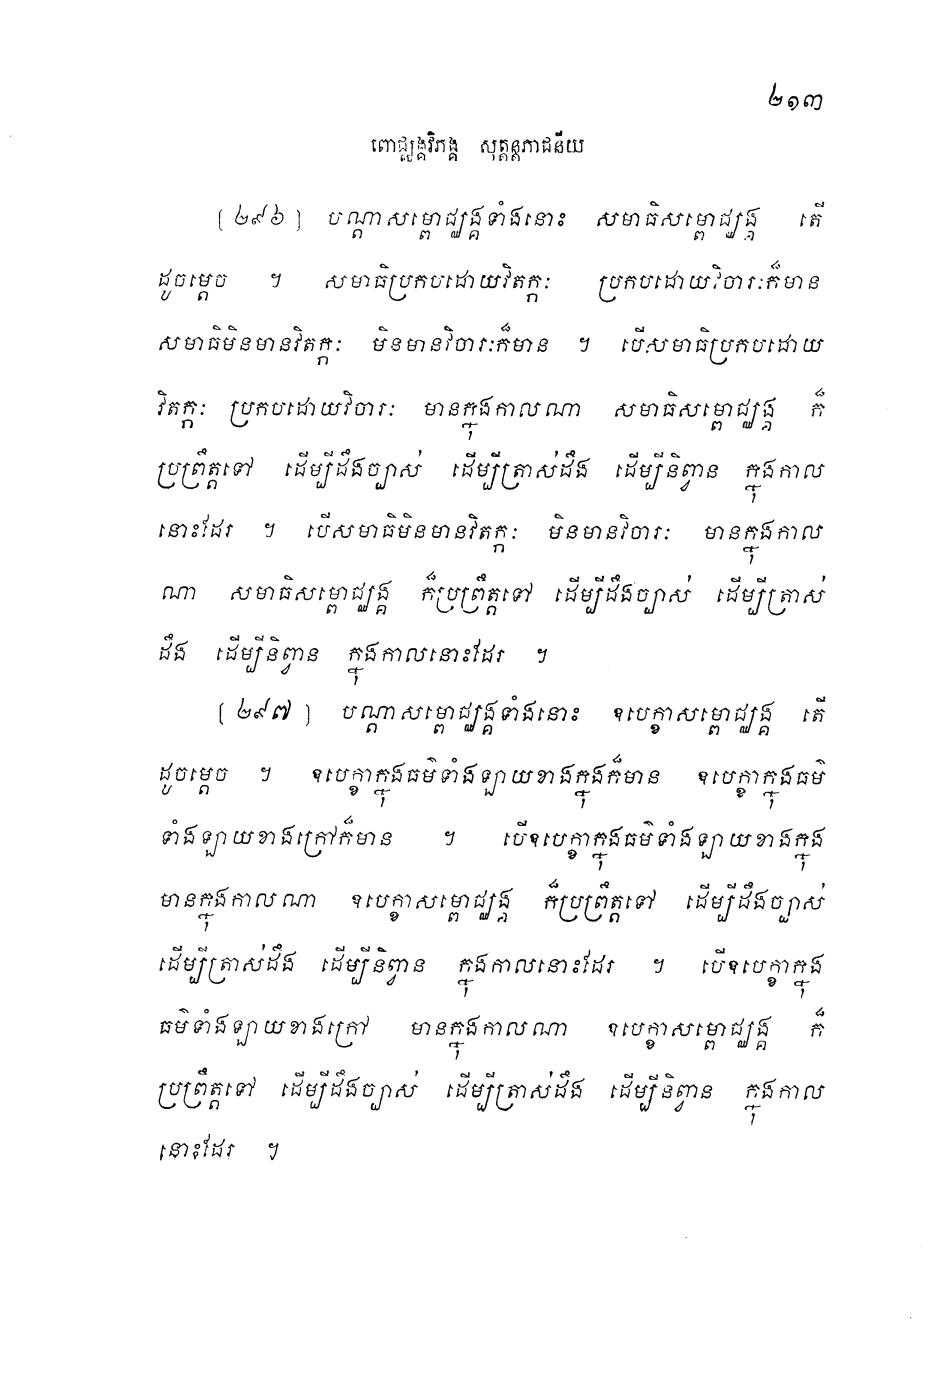 ២១៣
ពោជ្ឈង្គវិភង្គ សុត្តន្តភាជនីយ
[២៩៦] បណ្តាសម្ពោជ្ឈង្គទាំងនោះ សមាធិសម្ពោជ្ឈង្គ តើ
ដូចម្តេច ។ សមាធិប្រកបដោយវិតក្កៈ ប្រកបដោយវិចារៈក៏មាន
សមាធិមិនមានវិតក្កៈ មិនមានវិចារៈក៏មាន ។ បើសមាធិប្រកបដោយ
វិតក្កៈ ប្រកបដោយវិចារៈ មានក្នុងកាលណា សមាធិសម្ពោជ្ឈង្គ ក៏
ប្រព្រឹត្តទៅ ដើម្បីដឹងច្បាស់ ដើម្បីត្រាស់ដឹង ដើម្បីនិព្វាន ក្នុងកាល
នោះដែរ ។ បើសមាធិមិនមានវិតក្កៈ មិនមានវិចារៈ មានក្នុងកាល
ណា សមាធិសម្ពោជ្ឈង្គ ក៏ប្រព្រឹត្តទៅ ដើម្បីដឹងច្បាស់ ដើម្បីត្រាស់
ដឹង ដើម្បីនិព្វាន ក្នុងកាលនោះដែរ ។
[២៩៧] បណ្តាសម្ពោជ្ឈង្គទាំងនោះ ឧបេក្ខាសម្ពោជ្ឈង្គ តើ
ដូចម្តេច ។ ឧបេក្ខាក្នុងធម៌ទាំងឡាយខាងក្នុងក៏មាន ឧបេក្ខាក្នុងធម៌
ទាំងឡាយខាងក្រៅក៏មាន ។ បើឧបេក្ខាក្នុងធម៌ទាំងឡាយខាងក្នុង
មានក្នុងកាលណា ឧបេក្ខាសម្ពោជ្ឈង្គ ក៏ប្រព្រឹត្តទៅ ដើម្បីដឹងច្បាស់
ដើម្បីត្រាស់ដឹង ដើម្បីនិព្វាន ក្នុងកាលនោះដែរ ។ បើឧបេក្ខាក្នុង
ធម៌ទាំងឡាយខាងក្រៅ មានក្នុងកាលណា ឧបេក្ខាសម្ពោជ្ឈង្គ ក៏
ប្រព្រឹត្តទៅ ដើម្បីដឹងច្បាស់ ដើម្បីត្រាស់ដឹង ដើម្បីនិព្វាន ក្នុងកាល
នោះដែរ ។